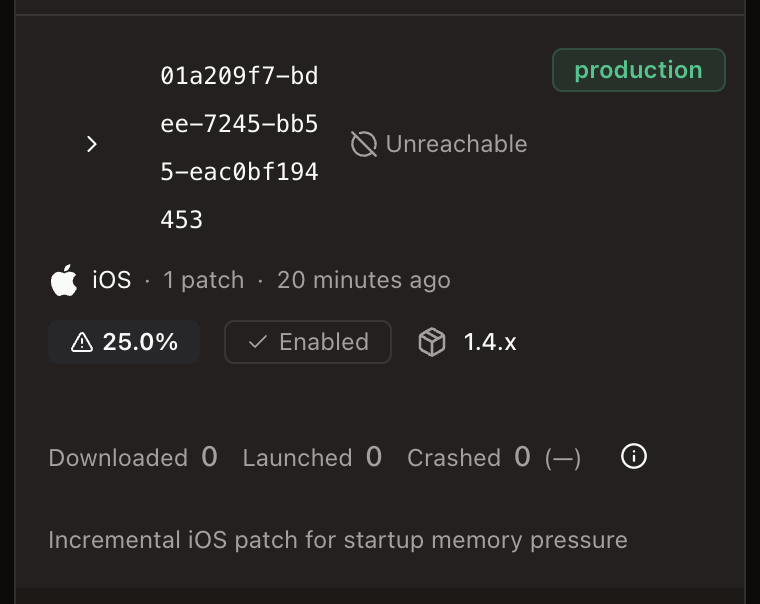 01a209f7-bd
ee-7245-bb5
5-eac0bf194
453
Unreachable
production
iOS · 1 patch · 20 minutes ago
25.0% Enabled 1.4.x
Downloaded 0 Launched 0 Crashed 0 (—)
Incremental iOS patch for startup memory pressure